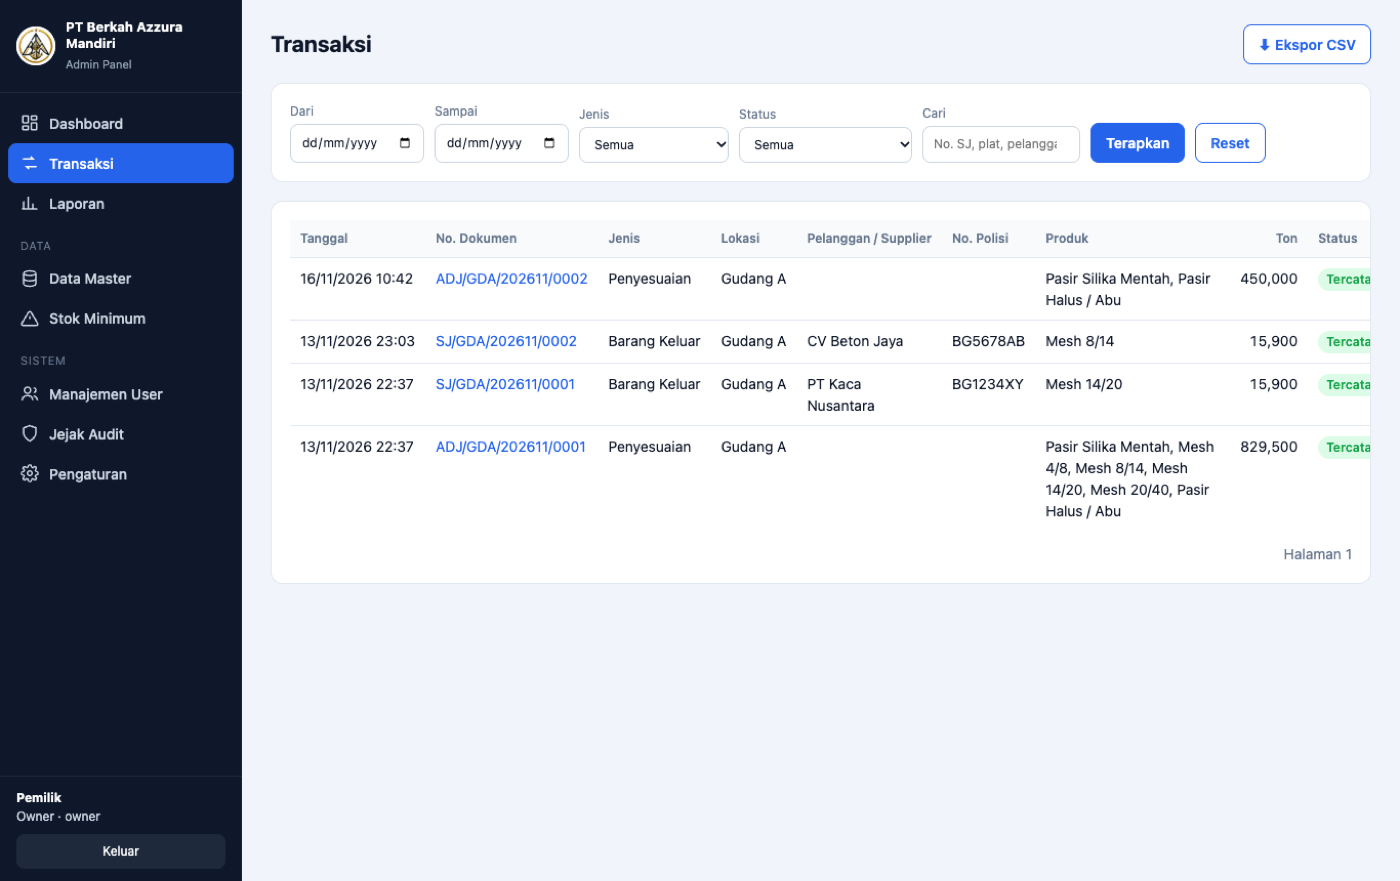 PT Berkah Azzura
Mandiri
Admin Panel
Dashboard
Transaksi
Laporan
DATA
Data Master
Stok Minimum
SISTEM
Manajemen User
Jejak Audit
Pengaturan
Pemilik
Owner · owner
Keluar
Transaksi
⬇ Ekspor CSV
Dari Sampai Jenis Status Cari
dd/mm/yyyy dd/mm/yyyy Semua Semua No. SJ, plat, pelangga Terapkan Reset
Tanggal No. Dokumen Jenis Lokasi Pelanggan / Supplier No. Polisi Produk Ton Status
16/11/2026 10:42 ADJ/GDA/202611/0002 Penyesuaian Gudang A Pasir Silika Mentah, Pasir 450,000 Tercata
Halus / Abu
13/11/2026 23:03 SJ/GDA/202611/0002 Barang Keluar Gudang A CV Beton Jaya BG5678AB Mesh 8/14 15,900 Tercata
13/11/2026 22:37 SJ/GDA/202611/0001 Barang Keluar Gudang A PT Kaca BG1234XY Mesh 14/20 15,900 Tercata
Nusantara
13/11/2026 22:37 ADJ/GDA/202611/0001 Penyesuaian Gudang A Pasir Silika Mentah, Mesh 829,500 Tercata
4/8, Mesh 8/14, Mesh
14/20, Mesh 20/40, Pasir
Halus / Abu
Halaman 1